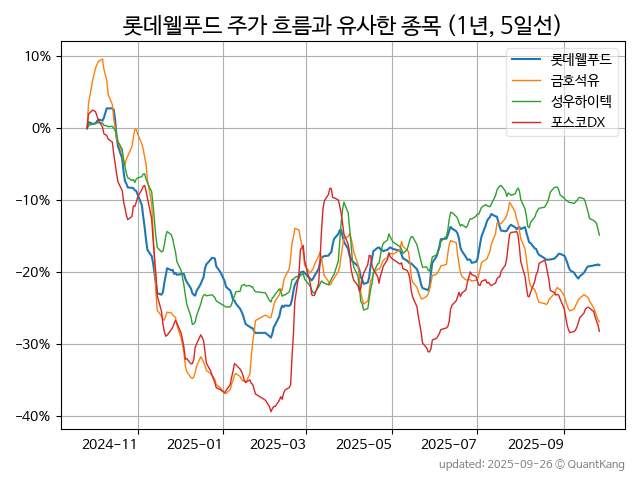 롯데웰푸드 주가 흐름과 유사한 종목 (1년, 5일선)
롯데웰푸드
금호석유
성우하이텍
포스코DX
10%
0%
−10%
−20%
−30%
−40%
2024-11 2025-01 2025-03 2025-05 2025-07 2025-09
updated: 2025-09-26 © QuantKang